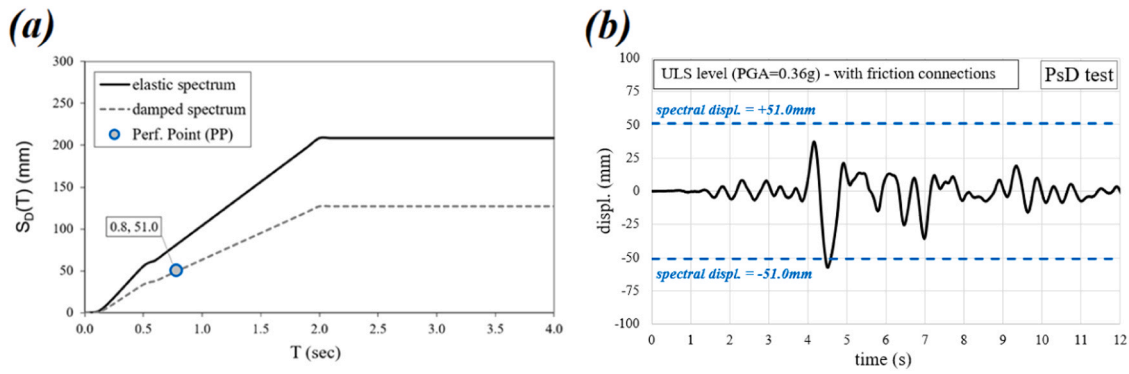 (a)
300
250
200
150
100
50
0
S_D(T) (mm)
elastic spectrum
damped spectrum
Perf. Point (PP)
0.8, 51.0
0.0 0.5 1.0 1.5 2.0 2.5 3.0 3.5 4.0
T (sec)
(b)
100
75
50
25
0
-25
-50
-75
-100
displ. (mm)
ULS level (PGA=0.36g) - with friction connections
PsD test
spectral displ. = +51.0mm
spectral displ. = -51.0mm
0 1 2 3 4 5 6 7 8 9 10 11 12
time (s)